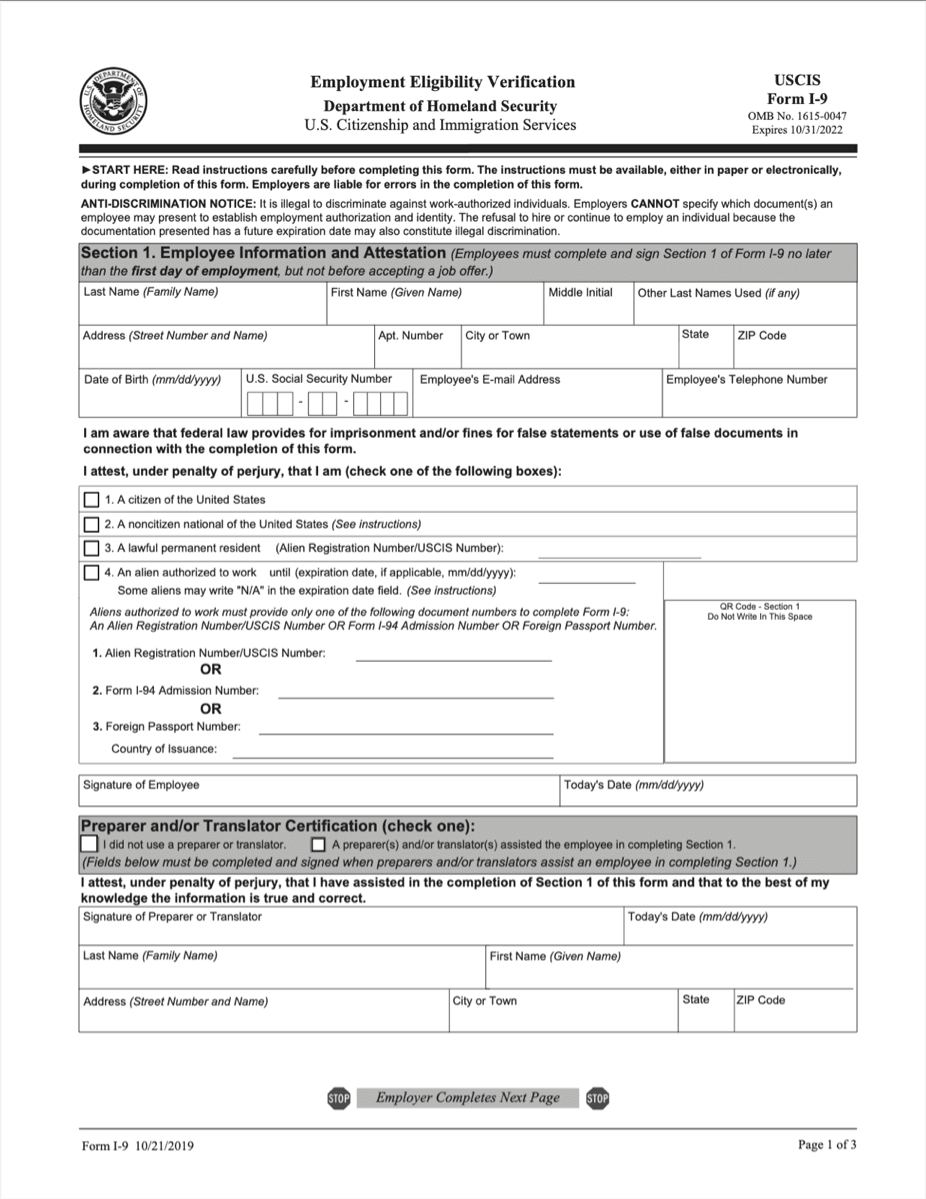 U.S. DEPARTMENT OF HOMELAND SECURITY
Employment Eligibility Verification
Department of Homeland Security
U.S. Citizenship and Immigration Services
USCIS
Form I-9
OMB No. 1615-0047
Expires 10/31/2022
►START HERE: Read instructions carefully before completing this form. The instructions must be available, either in paper or electronically,
during completion of this form. Employers are liable for errors in the completion of this form.
ANTI-DISCRIMINATION NOTICE: It is illegal to discriminate against work-authorized individuals. Employers CANNOT specify which document(s) an
employee may present to establish employment authorization and identity. The refusal to hire or continue to employ an individual because the
documentation presented has a future expiration date may also constitute illegal discrimination.
Section 1. Employee Information and Attestation (Employees must complete and sign Section 1 of Form I-9 no later
than the first day of employment, but not before accepting a job offer.)
Last Name (Family Name)
First Name (Given Name)
Middle Initial
Other Last Names Used (if any)
Address (Street Number and Name)
Apt. Number
City or Town
State
ZIP Code
Date of Birth (mm/dd/yyyy)
U.S. Social Security Number
- -
Employee's E-mail Address
Employee's Telephone Number
I am aware that federal law provides for imprisonment and/or fines for false statements or use of false documents in
connection with the completion of this form.
I attest, under penalty of perjury, that I am (check one of the following boxes):
1. A citizen of the United States
2. A noncitizen national of the United States (See instructions)
3. A lawful permanent resident (Alien Registration Number/USCIS Number):
4. An alien authorized to work until (expiration date, if applicable, mm/dd/yyyy):
Some aliens may write "N/A" in the expiration date field. (See instructions)
Aliens authorized to work must provide only one of the following document numbers to complete Form I-9:
An Alien Registration Number/USCIS Number OR Form I-94 Admission Number OR Foreign Passport Number.
1. Alien Registration Number/USCIS Number:
OR
2. Form I-94 Admission Number:
OR
3. Foreign Passport Number:
Country of Issuance:
QR Code - Section 1
Do Not Write In This Space
Signature of Employee
Today's Date (mm/dd/yyyy)
Preparer and/or Translator Certification (check one):
I did not use a preparer or translator.
A preparer(s) and/or translator(s) assisted the employee in completing Section 1.
(Fields below must be completed and signed when preparers and/or translators assist an employee in completing Section 1.)
I attest, under penalty of perjury, that I have assisted in the completion of Section 1 of this form and that to the best of my
knowledge the information is true and correct.
Signature of Preparer or Translator
Today's Date (mm/dd/yyyy)
Last Name (Family Name)
First Name (Given Name)
Address (Street Number and Name)
City or Town
State
ZIP Code
STOP
Employer Completes Next Page
STOP
Form I-9 10/21/2019
Page 1 of 3